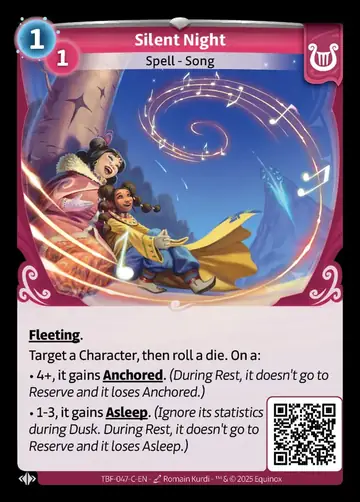 1
Silent Night
1
Spell - Song
Fleeting.
Target a Character, then roll a die. On a:
• 4+, it gains Anchored. (During Rest, it doesn't go to
Reserve and it loses Anchored.)
• 1-3, it gains Asleep. (Ignore its statistics
during Dusk. During Rest, it doesn't go to
Reserve and it loses Asleep.)
TBF-047-C-EN - Romain Kurdi - ™ & © 2025 Equinox